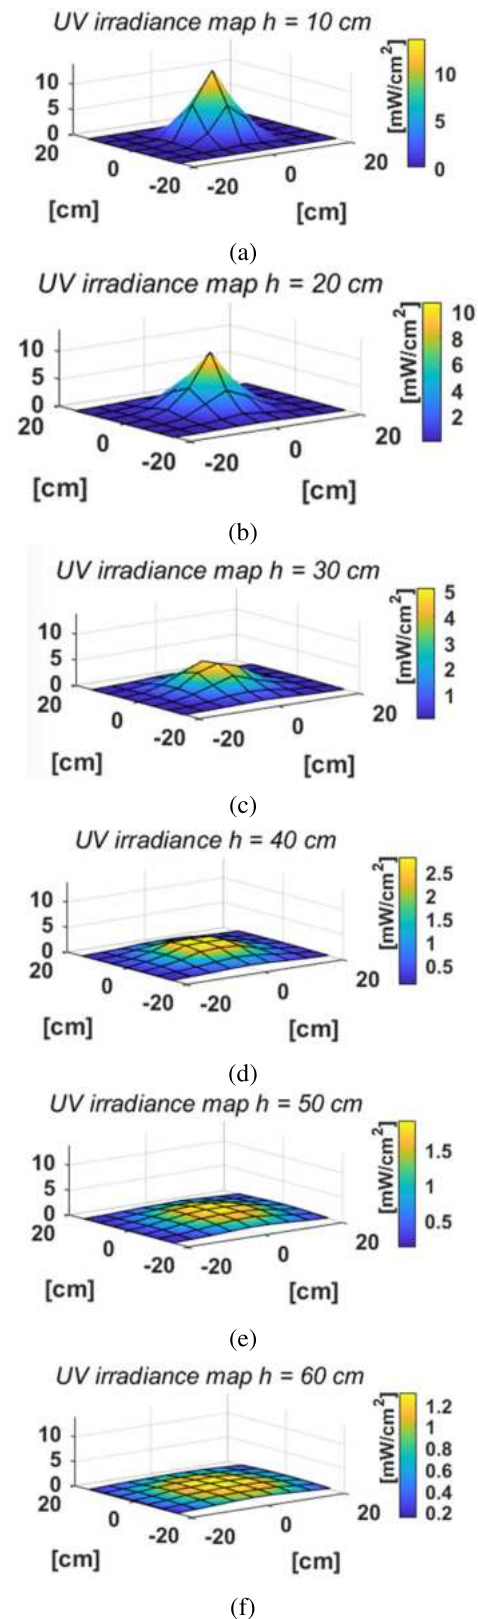 UV irradiance map h = 10 cm
10
5
0
20
0
-20
-20
0
20
[cm]
[cm]
[mW/cm2]
10
5
0
(a)
UV irradiance map h = 20 cm
10
5
0
20
0
-20
-20
0
20
[cm]
[cm]
[mW/cm2]
10
8
6
4
2
(b)
UV irradiance map h = 30 cm
10
5
0
20
0
-20
-20
0
20
[cm]
[cm]
[mW/cm2]
5
4
3
2
1
(c)
UV irradiance h = 40 cm
10
5
0
20
0
-20
-20
0
20
[cm]
[cm]
[mW/cm2]
2.5
2
1.5
1
0.5
(d)
UV irradiance map h = 50 cm
10
5
0
20
0
-20
-20
0
20
[cm]
[cm]
[mW/cm2]
1.5
1
0.5
(e)
UV irradiance map h = 60 cm
10
5
0
20
0
-20
-20
0
20
[cm]
[cm]
[mW/cm2]
1.2
1
0.8
0.6
0.4
0.2
(f)